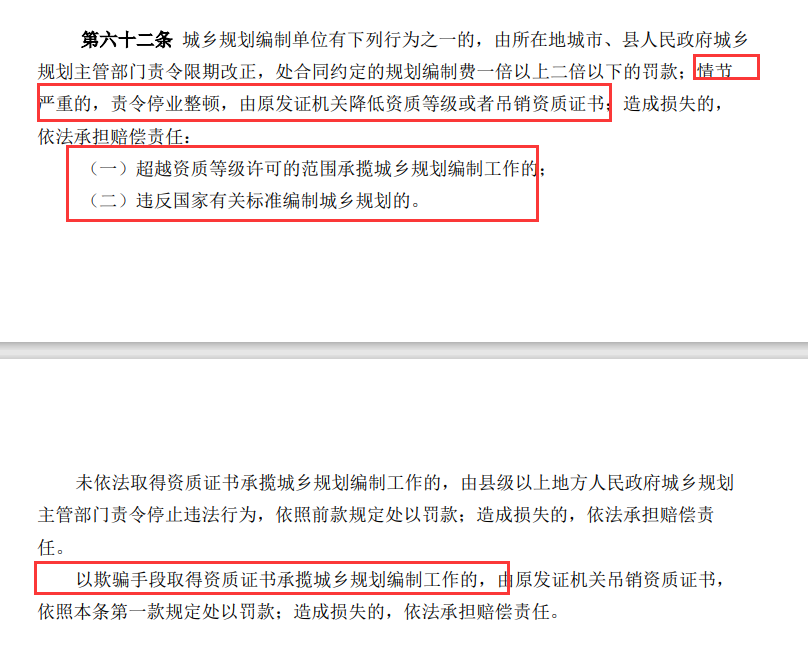 第六十二条 城乡规划编制单位有下列行为之一的，由所在地城市、县人民政府城乡
规划主管部门责令限期改正，处合同约定的规划编制费一倍以上二倍以下的罚款；情节
严重的，责令停业整顿，由原发证机关降低资质等级或者吊销资质证书；造成损失的，
依法承担赔偿责任：
（一）超越资质等级许可的范围承揽城乡规划编制工作的；
（二）违反国家有关标准编制城乡规划的。
未依法取得资质证书承揽城乡规划编制工作的，由县级以上地方人民政府城乡规划
主管部门责令停止违法行为，依照前款规定处以罚款；造成损失的，依法承担赔偿责
任。
以欺骗手段取得资质证书承揽城乡规划编制工作的，由原发证机关吊销资质证书，
依照本条第一款规定处以罚款；造成损失的，依法承担赔偿责任。